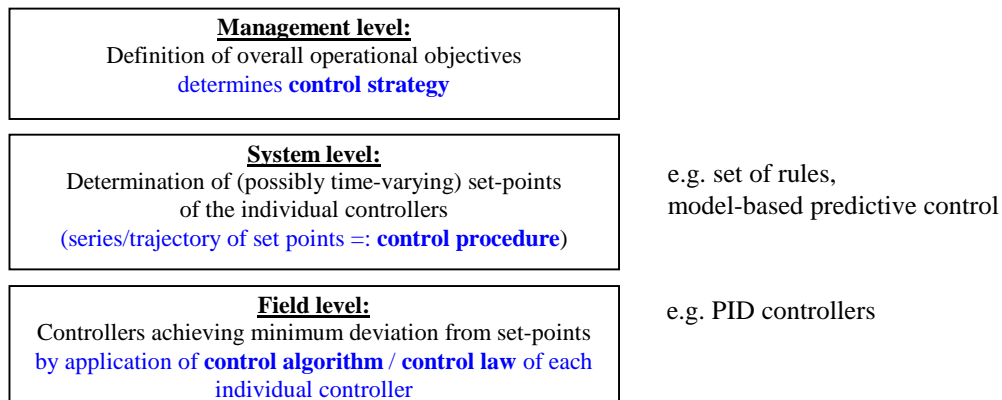 Management level:
Definition of overall operational objectives
determines control strategy
System level:
Determination of (possibly time-varying) set-points
of the individual controllers
(series/trajectory of set points =: control procedure)
e.g. set of rules,
model-based predictive control
Field level:
Controllers achieving minimum deviation from set-points
by application of control algorithm / control law of each
individual controller
e.g. PID controllers